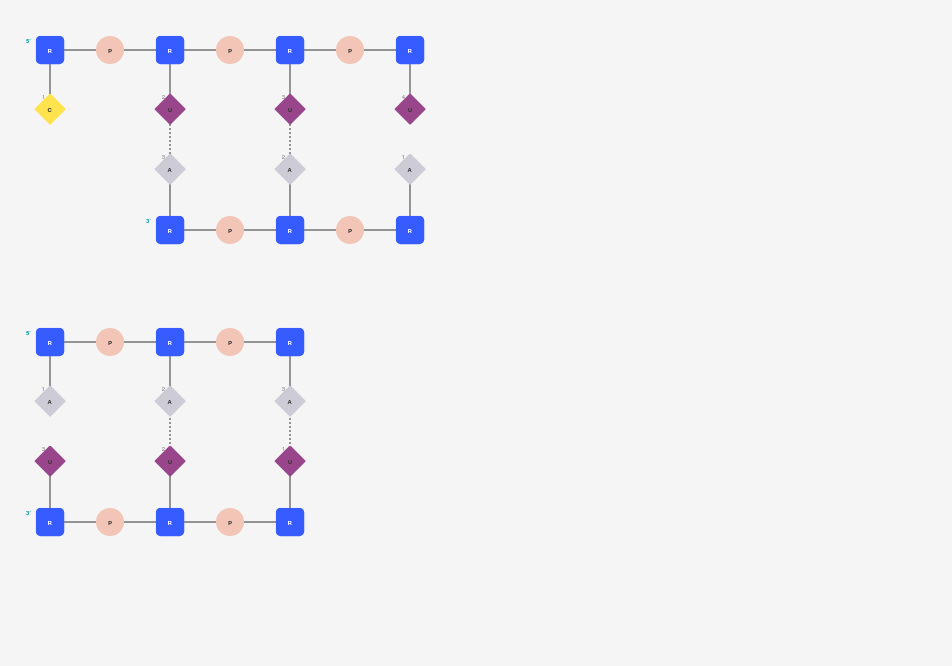 5' R P R P R P R
1 2 3 4
C U U U
3 2 1
A A A
3' R P R P R
5' R P R P R
1 2 3
A A A
3 2 1
U U U
3' R P R P R